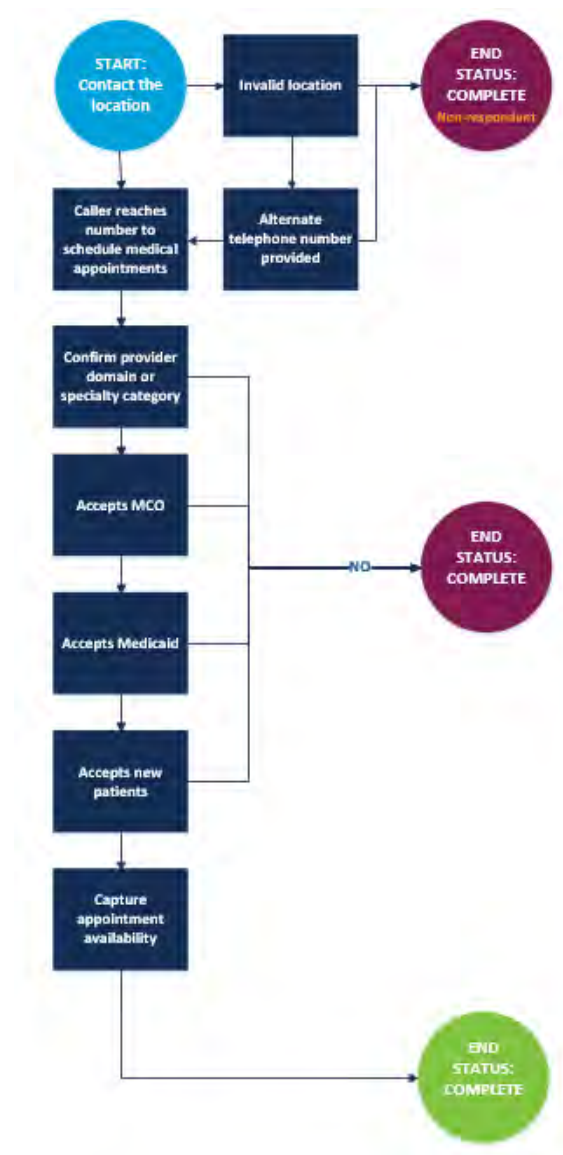 START:
Contact the
location
Invalid location
END
STATUS:
COMPLETE
Non-respondent
Caller reaches
number to
schedule medical
appointments
Alternate
telephone number
provided
Confirm provider
domain or
specialty category
Accepts MCO
NO
END
STATUS:
COMPLETE
Accepts Medicaid
Accepts new
patients
Capture
appointment
availability
END
STATUS:
COMPLETE